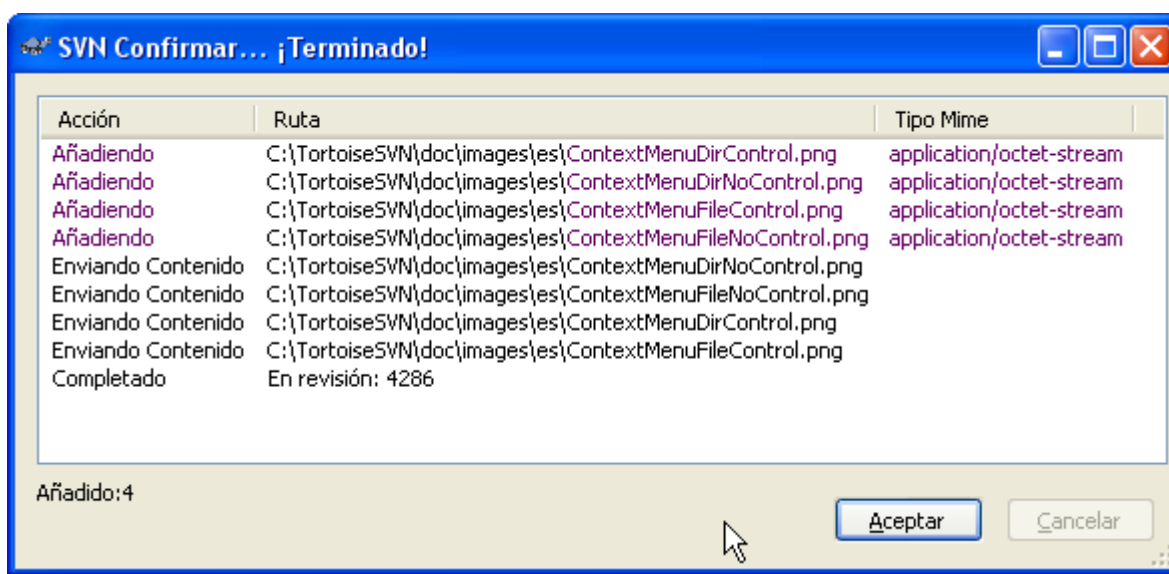 SVN Confirmar... ¡Terminado!
Acción Ruta Tipo Mime
Añadiendo C:\TortoiseSVN\doc\images\es\ContextMenuDirControl.png application/octet-stream
Añadiendo C:\TortoiseSVN\doc\images\es\ContextMenuDirNoControl.png application/octet-stream
Añadiendo C:\TortoiseSVN\doc\images\es\ContextMenuFileControl.png application/octet-stream
Añadiendo C:\TortoiseSVN\doc\images\es\ContextMenuFileNoControl.png application/octet-stream
Enviando Contenido C:\TortoiseSVN\doc\images\es\ContextMenuDirNoControl.png
Enviando Contenido C:\TortoiseSVN\doc\images\es\ContextMenuFileNoControl.png
Enviando Contenido C:\TortoiseSVN\doc\images\es\ContextMenuDirControl.png
Enviando Contenido C:\TortoiseSVN\doc\images\es\ContextMenuFileControl.png
Completado En revisión: 4286
Añadido:4
Aceptar Cancelar